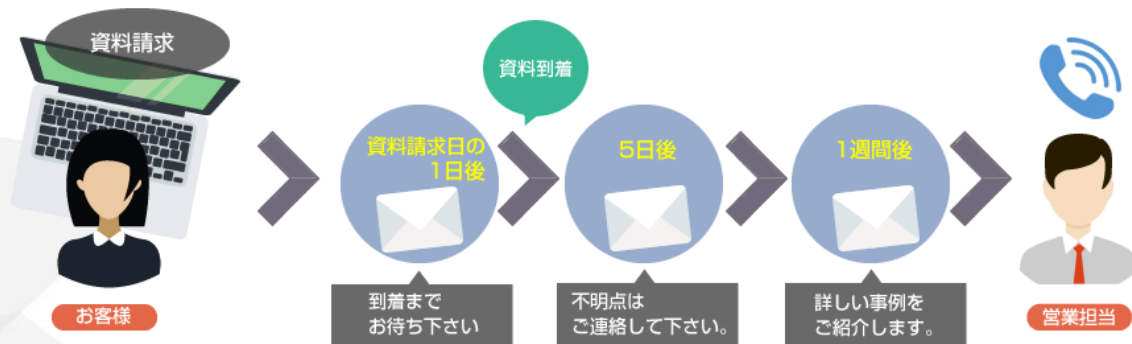 資料請求
資料到着
資料請求日の
1日後
5日後
1週間後
到着まで
お待ち下さい
不明点は
ご連絡して下さい。
詳しい事例を
ご紹介します。
お客様
営業担当